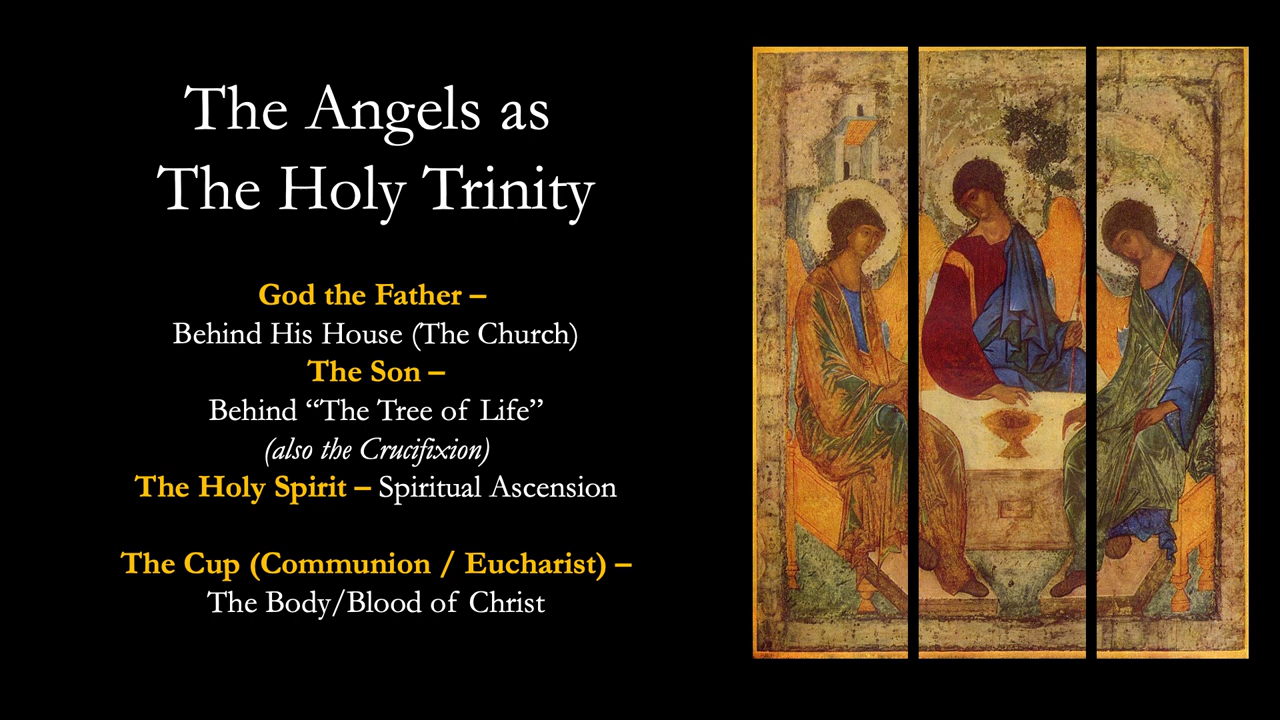 The Angels as
The Holy Trinity
God the Father –
Behind His House (The Church)
The Son –
Behind “The Tree of Life”
(also the Crucifixion)
The Holy Spirit – Spiritual Ascension
The Cup (Communion / Eucharist) –
The Body/Blood of Christ